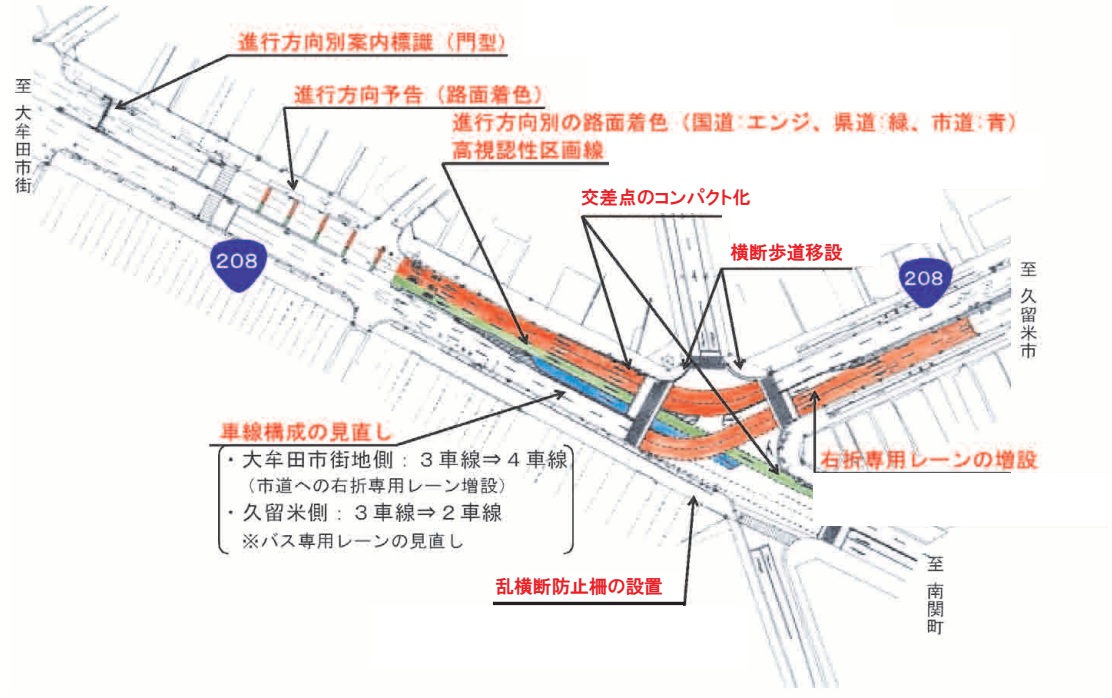 進行方向別案内標識（門型）
進行方向予告（路面着色）
進行方向別の路面着色（国道:エンジ、県道:緑、市道:青）
高視認性区画線
交差点のコンパクト化
横断歩道移設
至 大牟田市街
208
208
至 久留米市
車線構成の見直し
・大牟田市街地側：３車線⇒４車線
（市道への右折専用レーン増設）
・久留米側：３車線⇒２車線
※バス専用レーンの見直し
右折専用レーンの増設
乱横断防止柵の設置
至 南関町